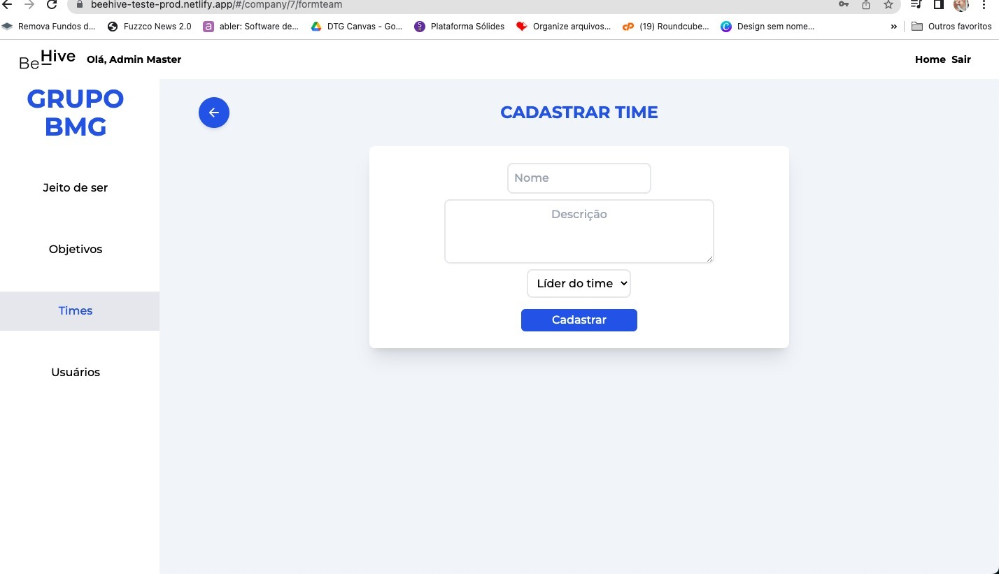 beehive-teste-prod.netlify.app/#/company/7/formteam
Remova Fundos d... Fuzzco News 2.0 abler: Software de... DTG Canvas - Go... Plataforma Sólides Organize arquivos... (19) Roundcube... Design sem nome... » Outros favoritos
BeHive Olá, Admin Master Home Sair
GRUPO
BMG
Jeito de ser
Objetivos
Times
Usuários
CADASTRAR TIME
Nome
Descrição
Líder do time
Cadastrar